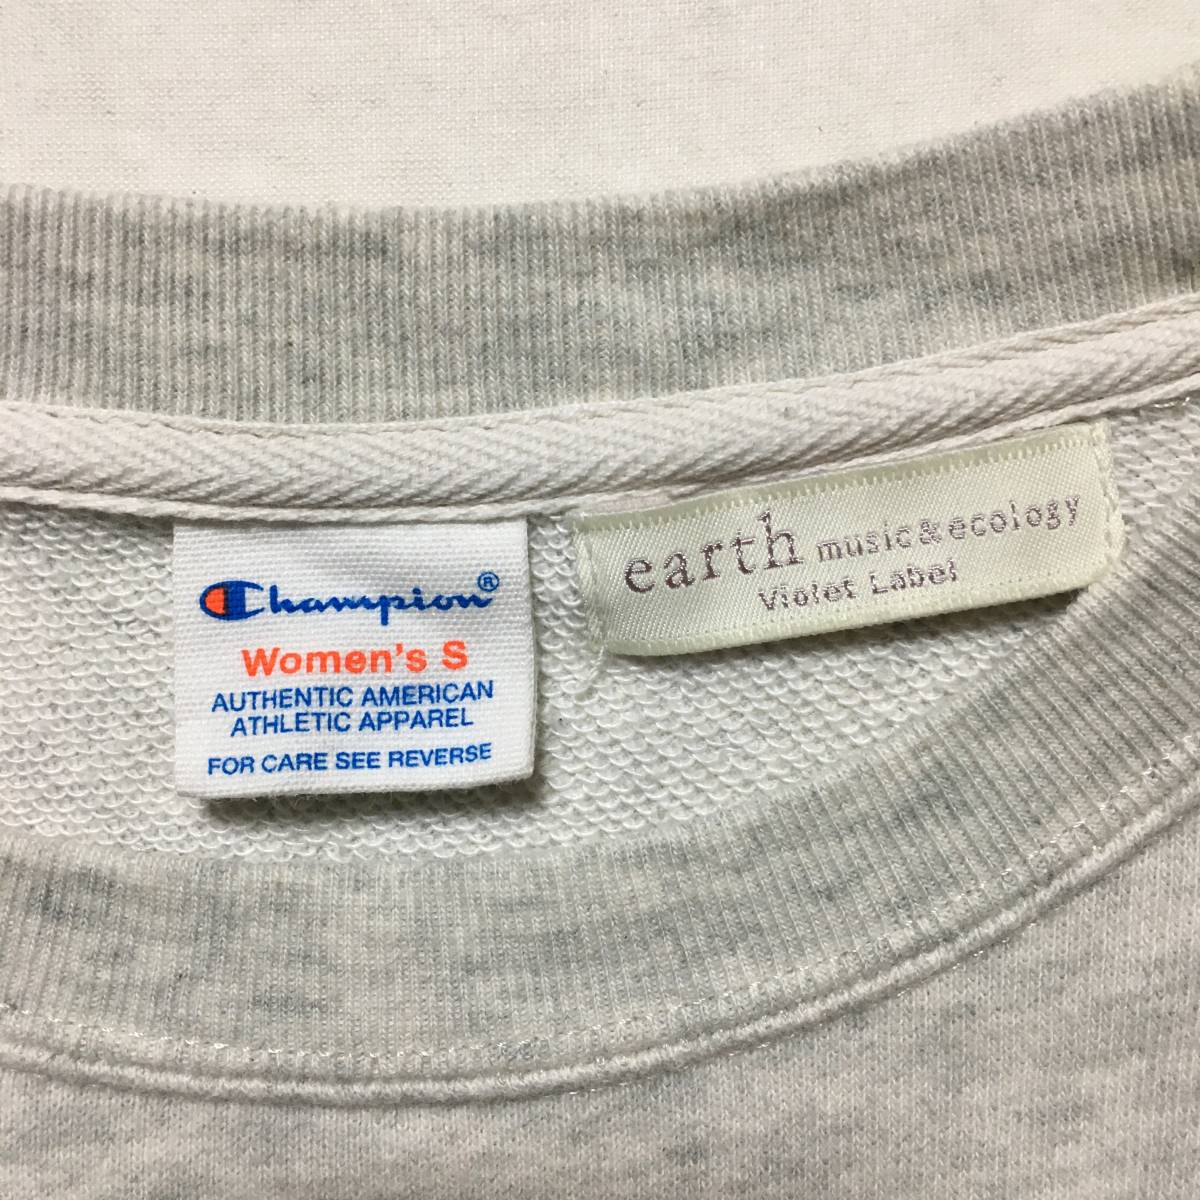 Champion®
Women's S
AUTHENTIC AMERICAN
ATHLETIC APPAREL
FOR CARE SEE REVERSE
earth music&ecology
Violet Label